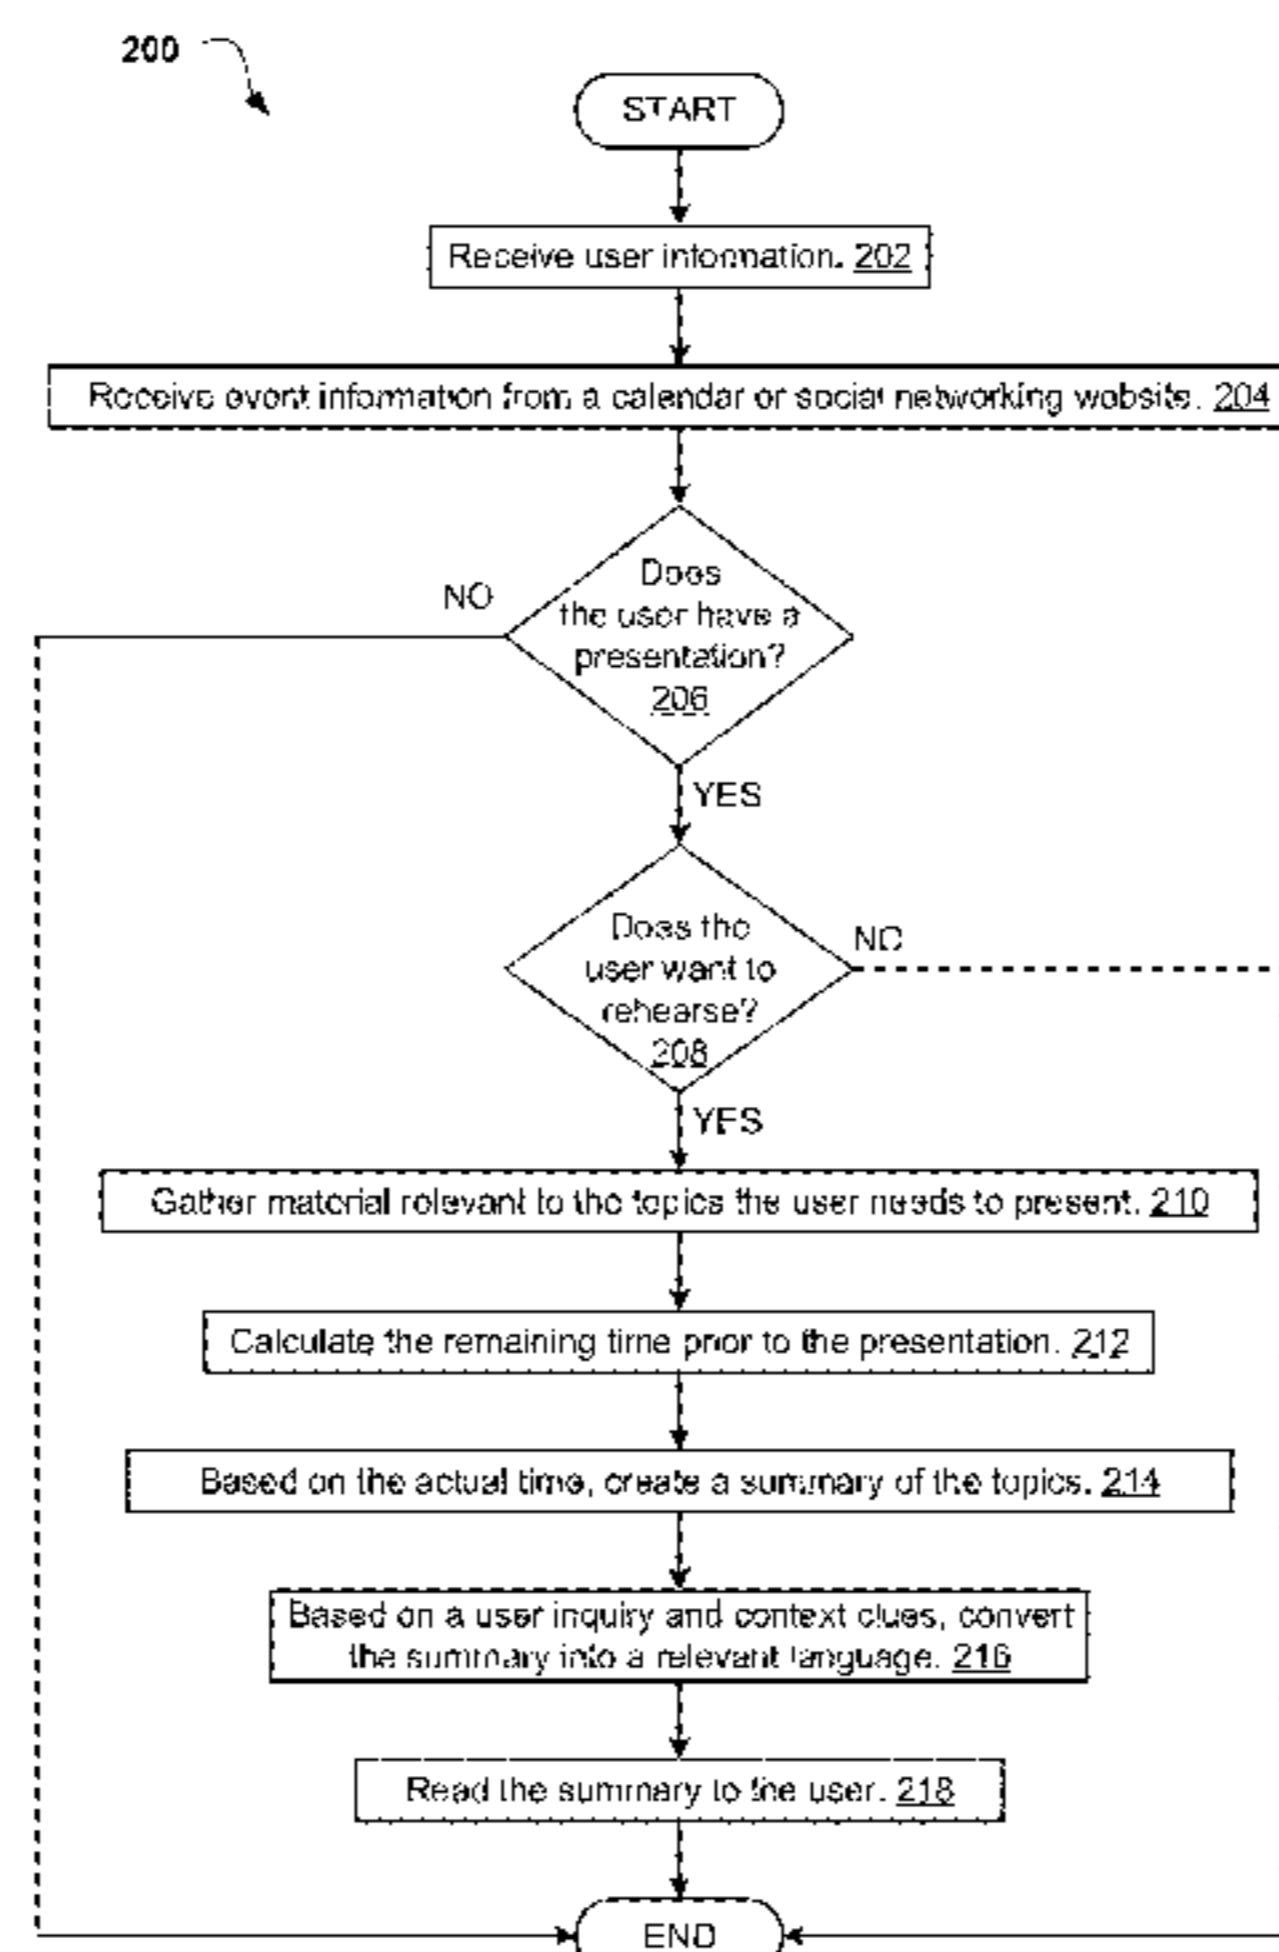 200
START
Receive user information. 202
Receive event information from a calendar or social networking website. 204
Does
the user have a
presentation?
206
NO
YES
Does the
user want to
rehearse?
208
NO
YES
Gather material relevant to the topics the user needs to present. 210
Calculate the remaining time prior to the presentation. 212
Based on the actual time, create a summary of the topics. 214
Based on a user inquiry and context clues, convert
the summary into a relevant language. 216
Read the summary to the user. 218
END